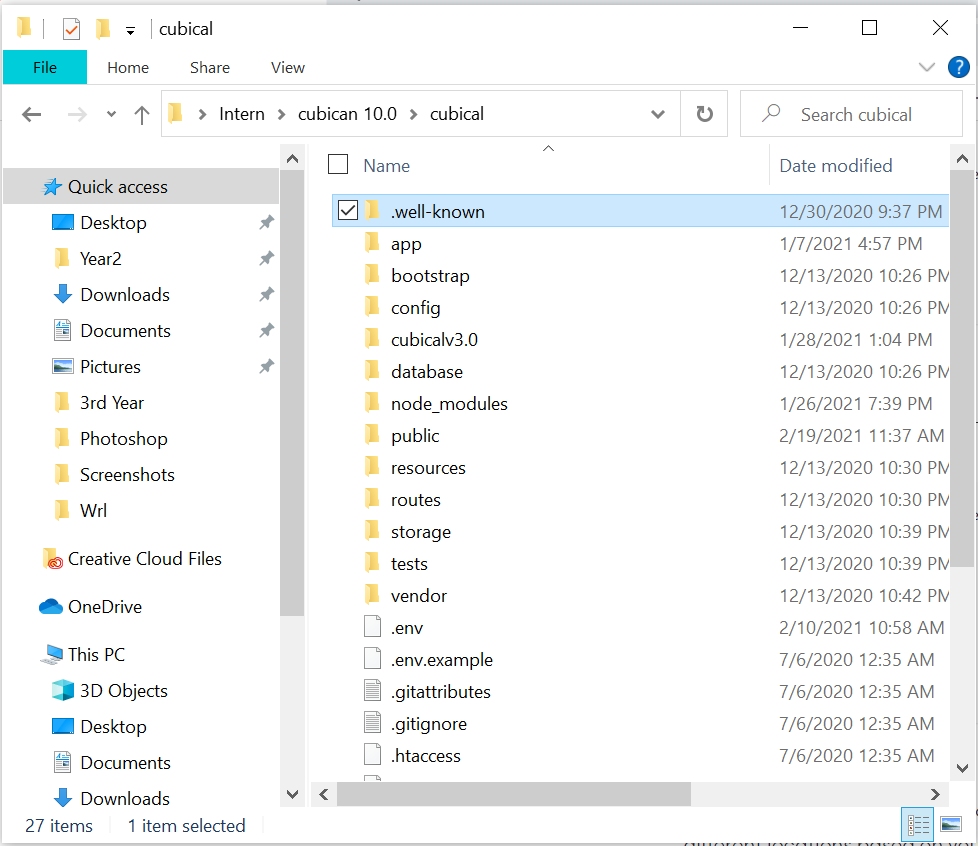 cubical
File Home Share View
Intern cubican 10.0 cubical
Search cubical
Name Date modified
Quick access
Desktop
Year2
Downloads
Documents
Pictures
3rd Year
Photoshop
Screenshots
Wrl
Creative Cloud Files
OneDrive
This PC
3D Objects
Desktop
Documents
Downloads
.well-known 12/30/2020 9:37 PM
app 1/7/2021 4:57 PM
bootstrap 12/13/2020 10:26 PM
config 12/13/2020 10:26 PM
cubicalv3.0 1/28/2021 1:04 PM
database 12/13/2020 10:26 PM
node_modules 1/26/2021 7:39 PM
public 2/19/2021 11:37 AM
resources 12/13/2020 10:30 PM
routes 12/13/2020 10:30 PM
storage 12/13/2020 10:39 PM
tests 12/13/2020 10:39 PM
vendor 12/13/2020 10:42 PM
.env 2/10/2021 10:58 AM
.env.example 7/6/2020 12:35 AM
.gitattributes 7/6/2020 12:35 AM
.gitignore 7/6/2020 12:35 AM
.htaccess 7/6/2020 12:35 AM
27 items 1 item selected